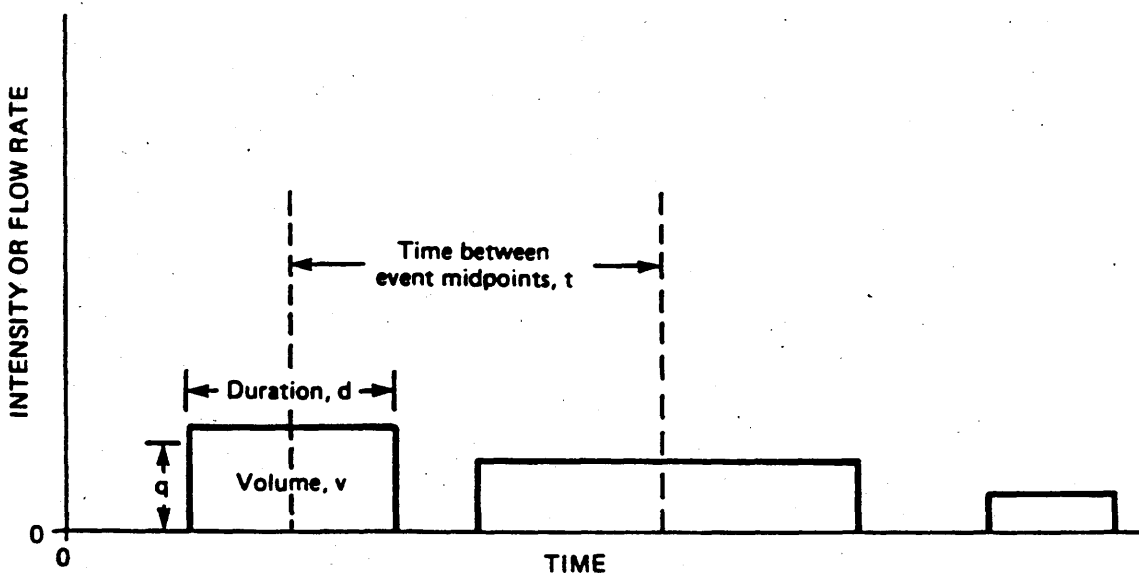 INTENSITY OR FLOW RATE
Time between
event midpoints, t
Duration, d
q
Volume, v
0
0
TIME